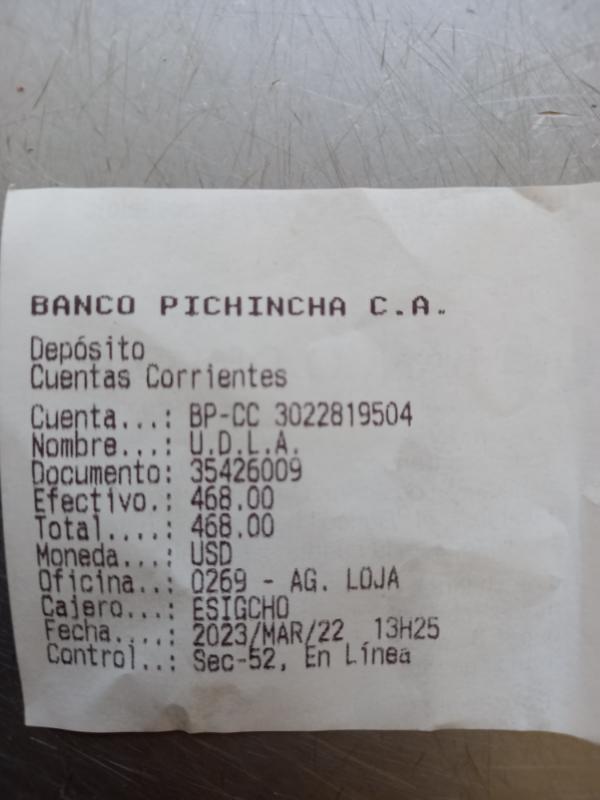 BANCO PICHINCHA C.A.
Depósito
Cuentas Corrientes
Cuenta...: BP-CC 3022819504
Nombre...: U.D.L.A.
Documento: 35426009
Efectivo.: 468.00
Total....: 468.00
Moneda...: USD
Oficina..: 0269 - AG. LOJA
Cajero...: ESIGCHO
Fecha....: 2023/MAR/22 13H25
Control..: Sec-52, En Línea